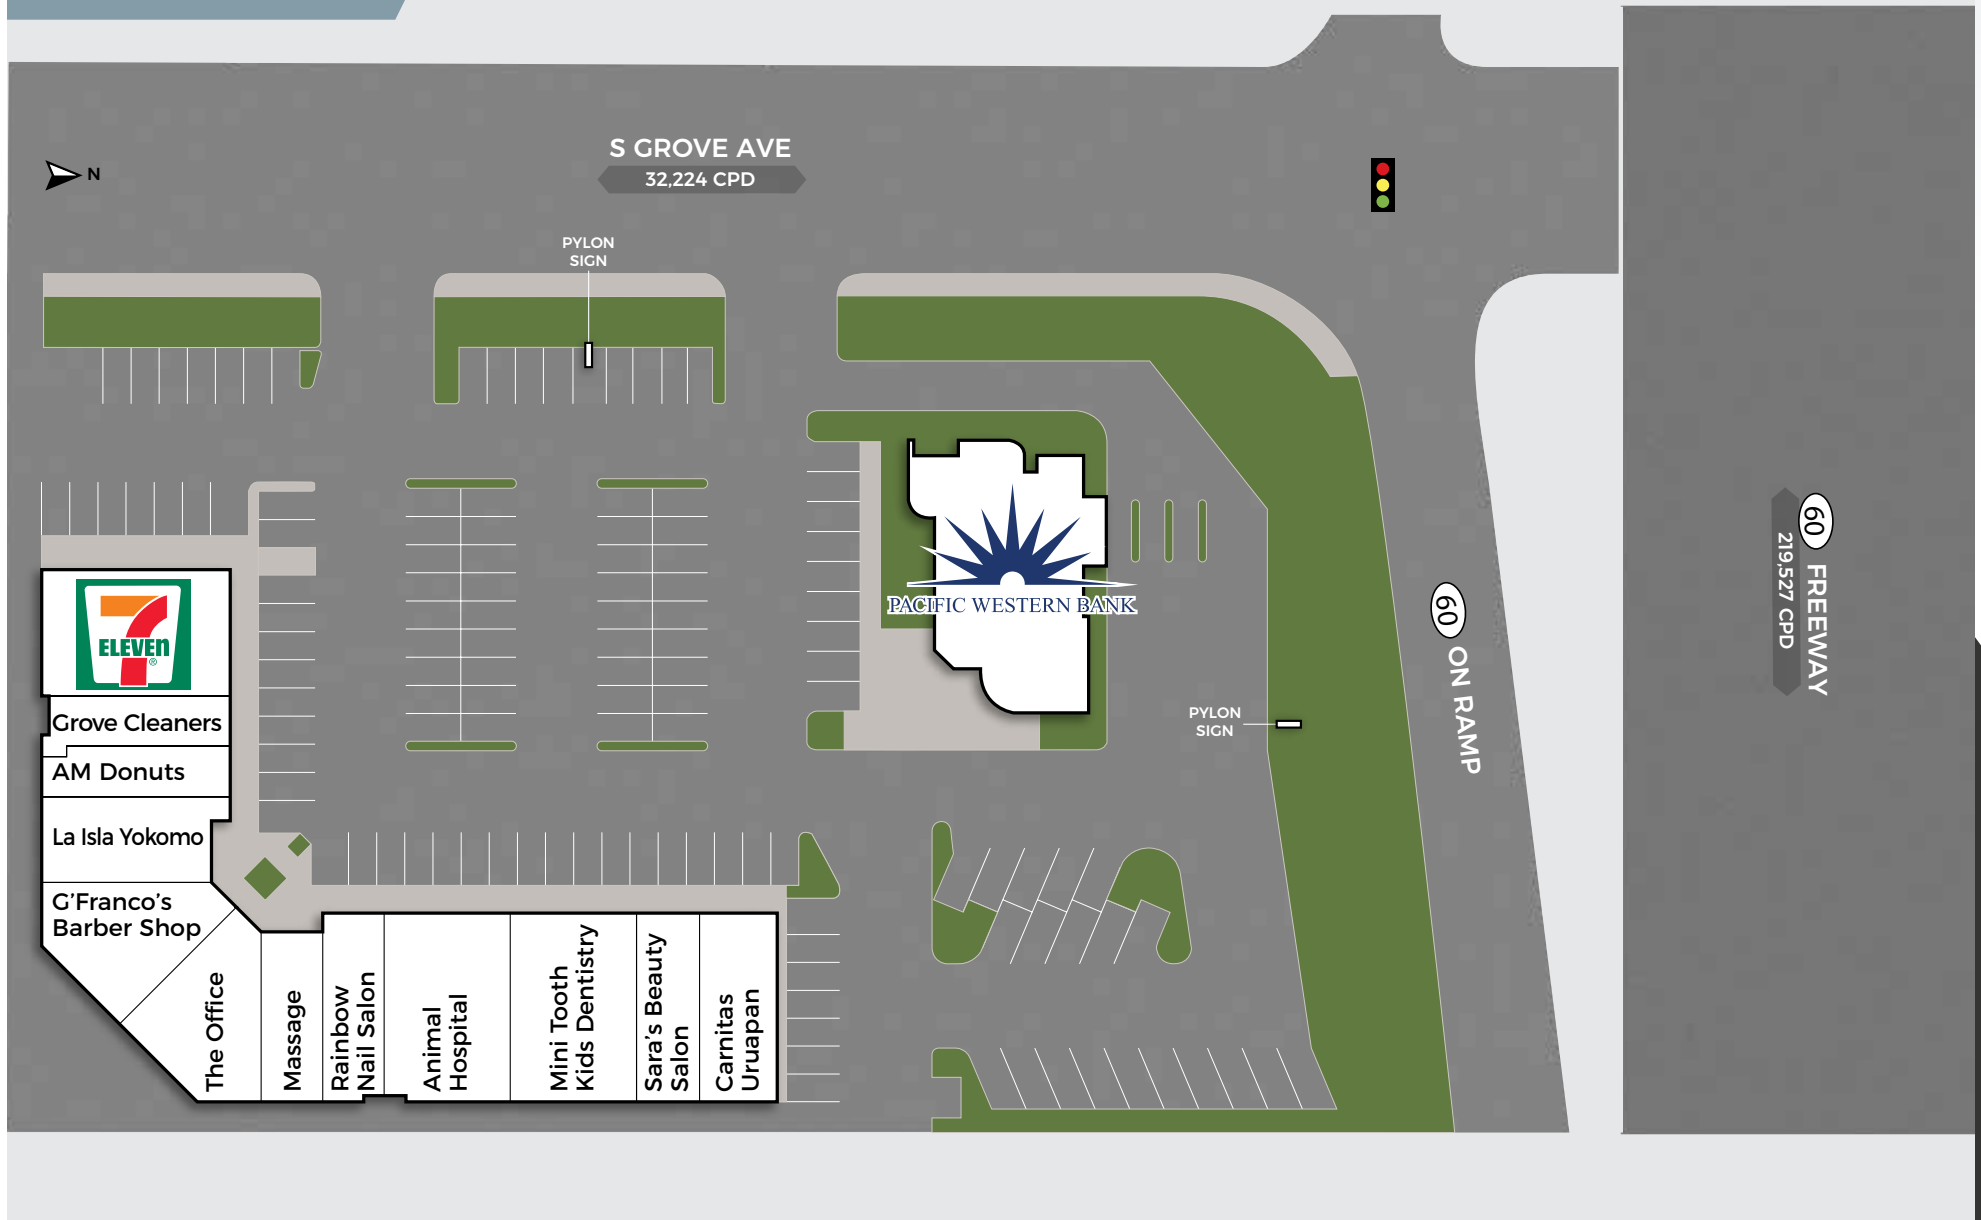 S GROVE AVE
32,224 CPD
N
PYLON
SIGN
7
ELEVEN
®
Grove Cleaners
AM Donuts
La Isla Yokomo
G'Franco's
Barber Shop
The Office
Massage
Rainbow
Nail Salon
Animal
Hospital
Mini Tooth
Kids Dentistry
Sara's Beauty
Salon
Carnitas
Uruapan
PACIFIC WESTERN BANK
PYLON
SIGN
60 ON RAMP
60 FREEWAY
219,527 CPD